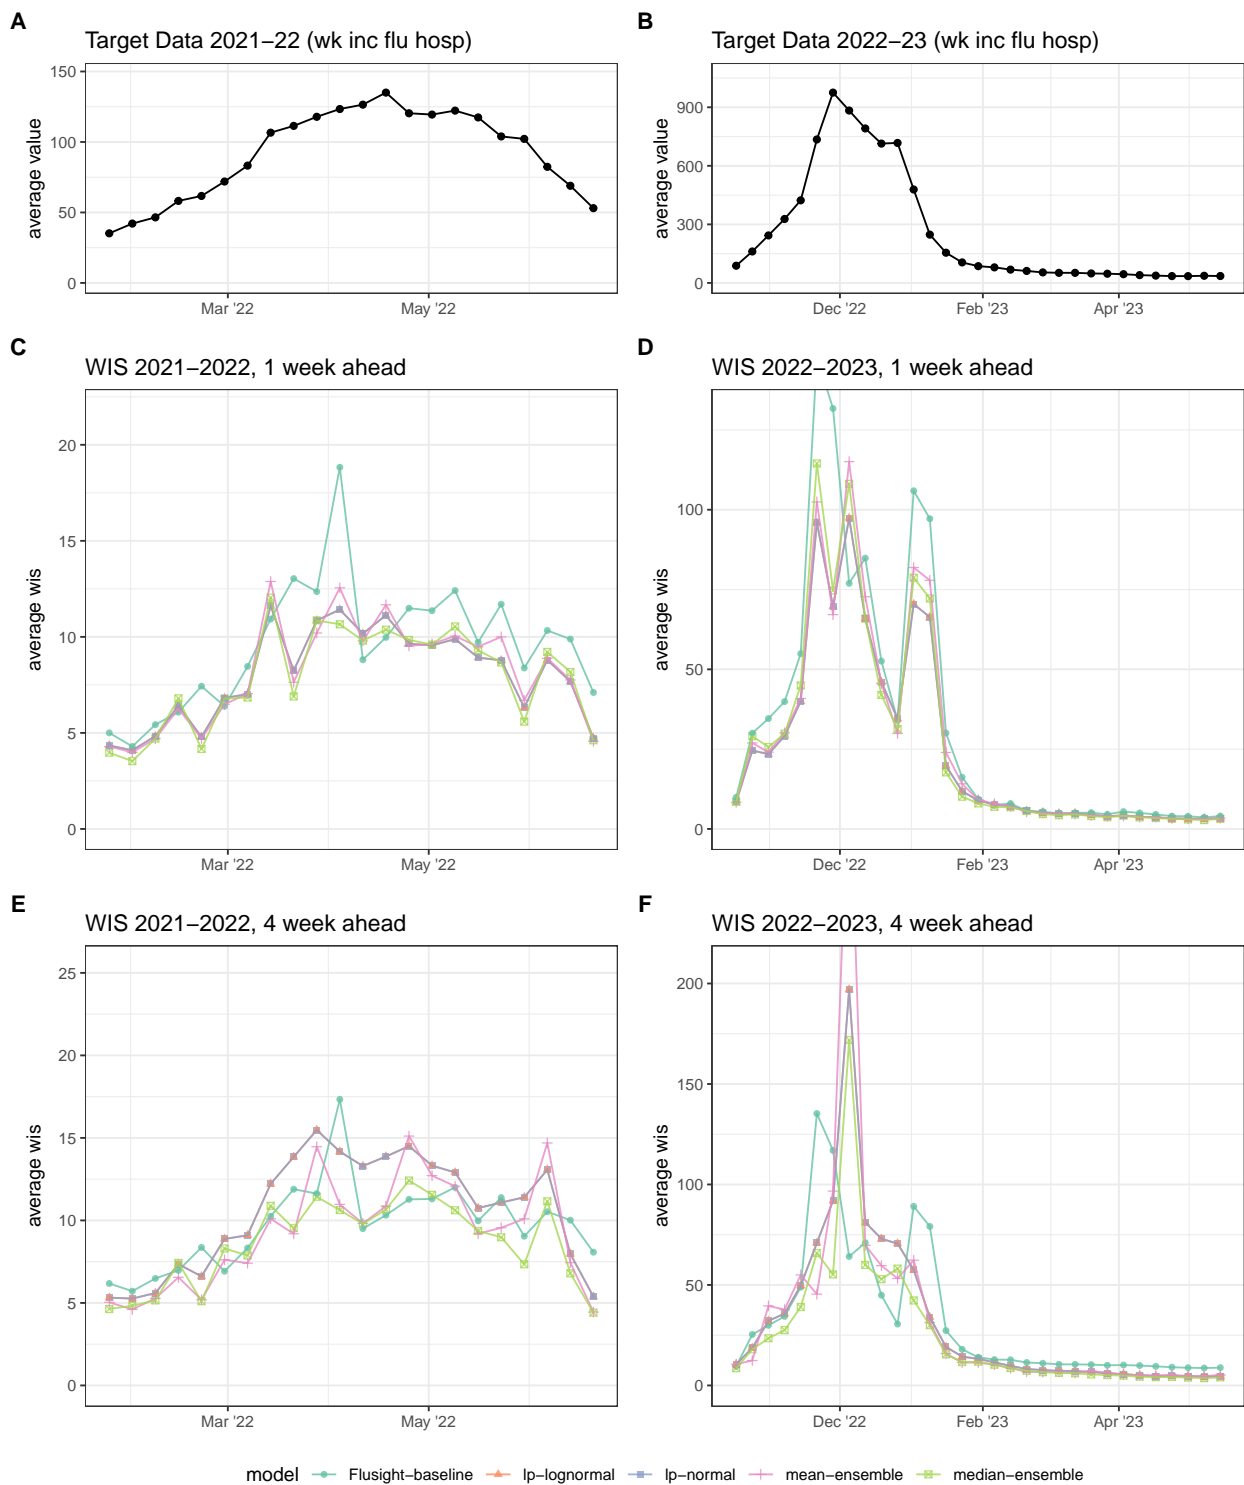 A
Target Data 2021−22 (wk inc flu hosp)
150
100
50
0
average value
Mar '22
May '22
B
Target Data 2022−23 (wk inc flu hosp)
900
600
300
0
average value
Dec '22
Feb '23
Apr '23
C
WIS 2021−2022, 1 week ahead
20
15
10
5
0
average wis
Mar '22
May '22
D
WIS 2022−2023, 1 week ahead
100
50
0
average wis
Dec '22
Feb '23
Apr '23
E
WIS 2021−2022, 4 week ahead
25
20
15
10
5
0
average wis
Mar '22
May '22
F
WIS 2022−2023, 4 week ahead
200
150
100
50
0
average wis
Dec '22
Feb '23
Apr '23
model Flusight−baseline lp−lognormal lp−normal mean−ensemble median−ensemble